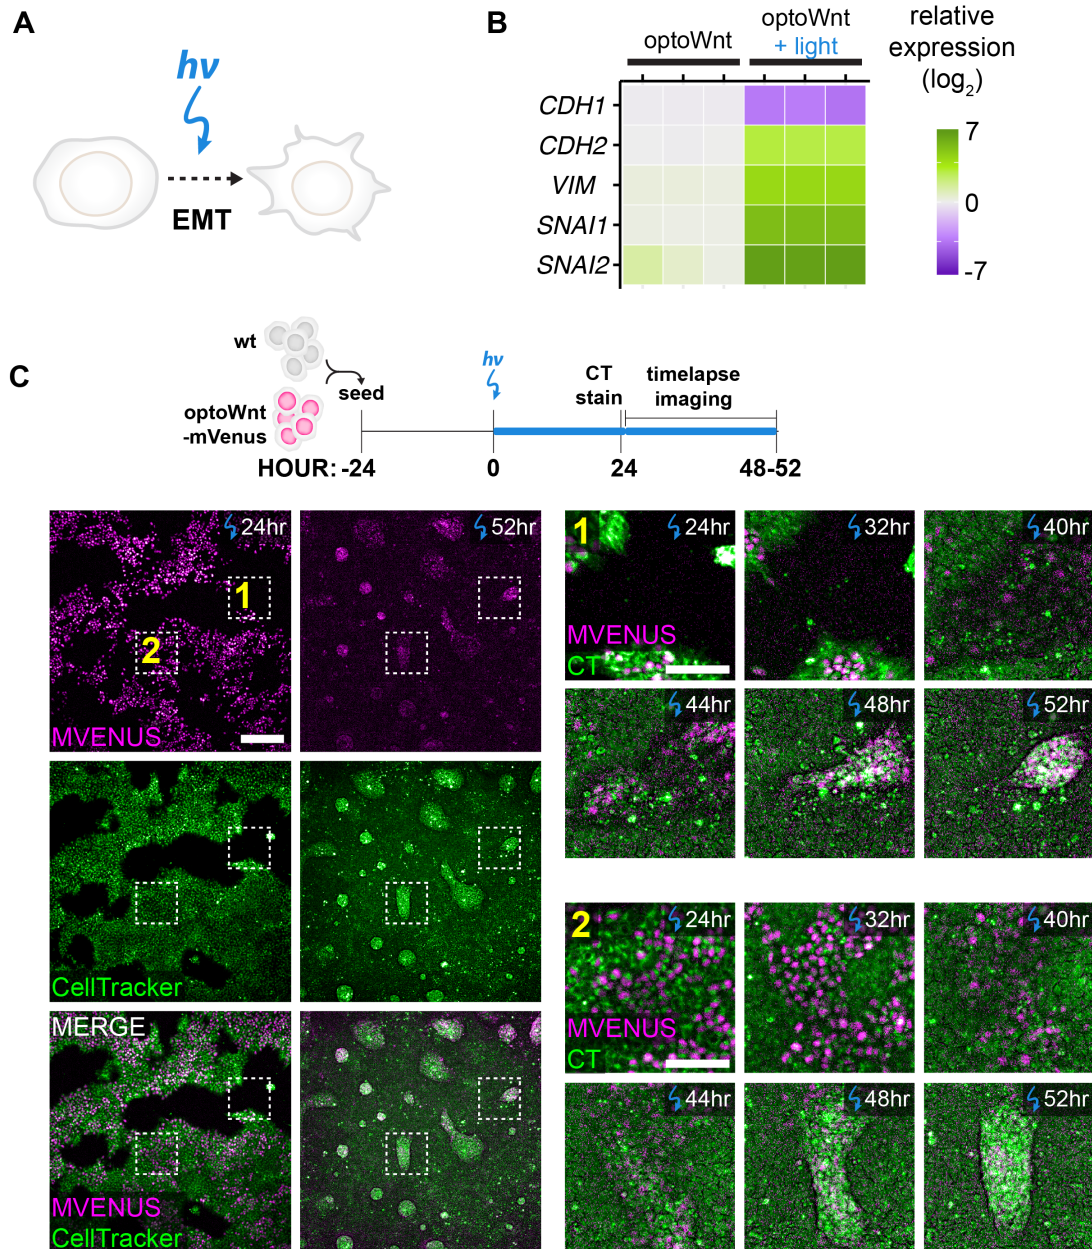 A
hν
EMT
B
optoWnt
optoWnt
+ light
relative
expression
(log2)
CDH1
CDH2
VIM
SNAI1
SNAI2
7
0
-7
C
wt
optoWnt
-mVenus
seed
hν
CT
stain
timelapse
imaging
HOUR: -24
0
24
48-52
24hr
1
2
MVENUS
52hr
CellTracker
MERGE
MVENUS
CellTracker
1
24hr
MVENUS
CT
32hr
40hr
44hr
48hr
52hr
2
24hr
MVENUS
CT
32hr
40hr
44hr
48hr
52hr